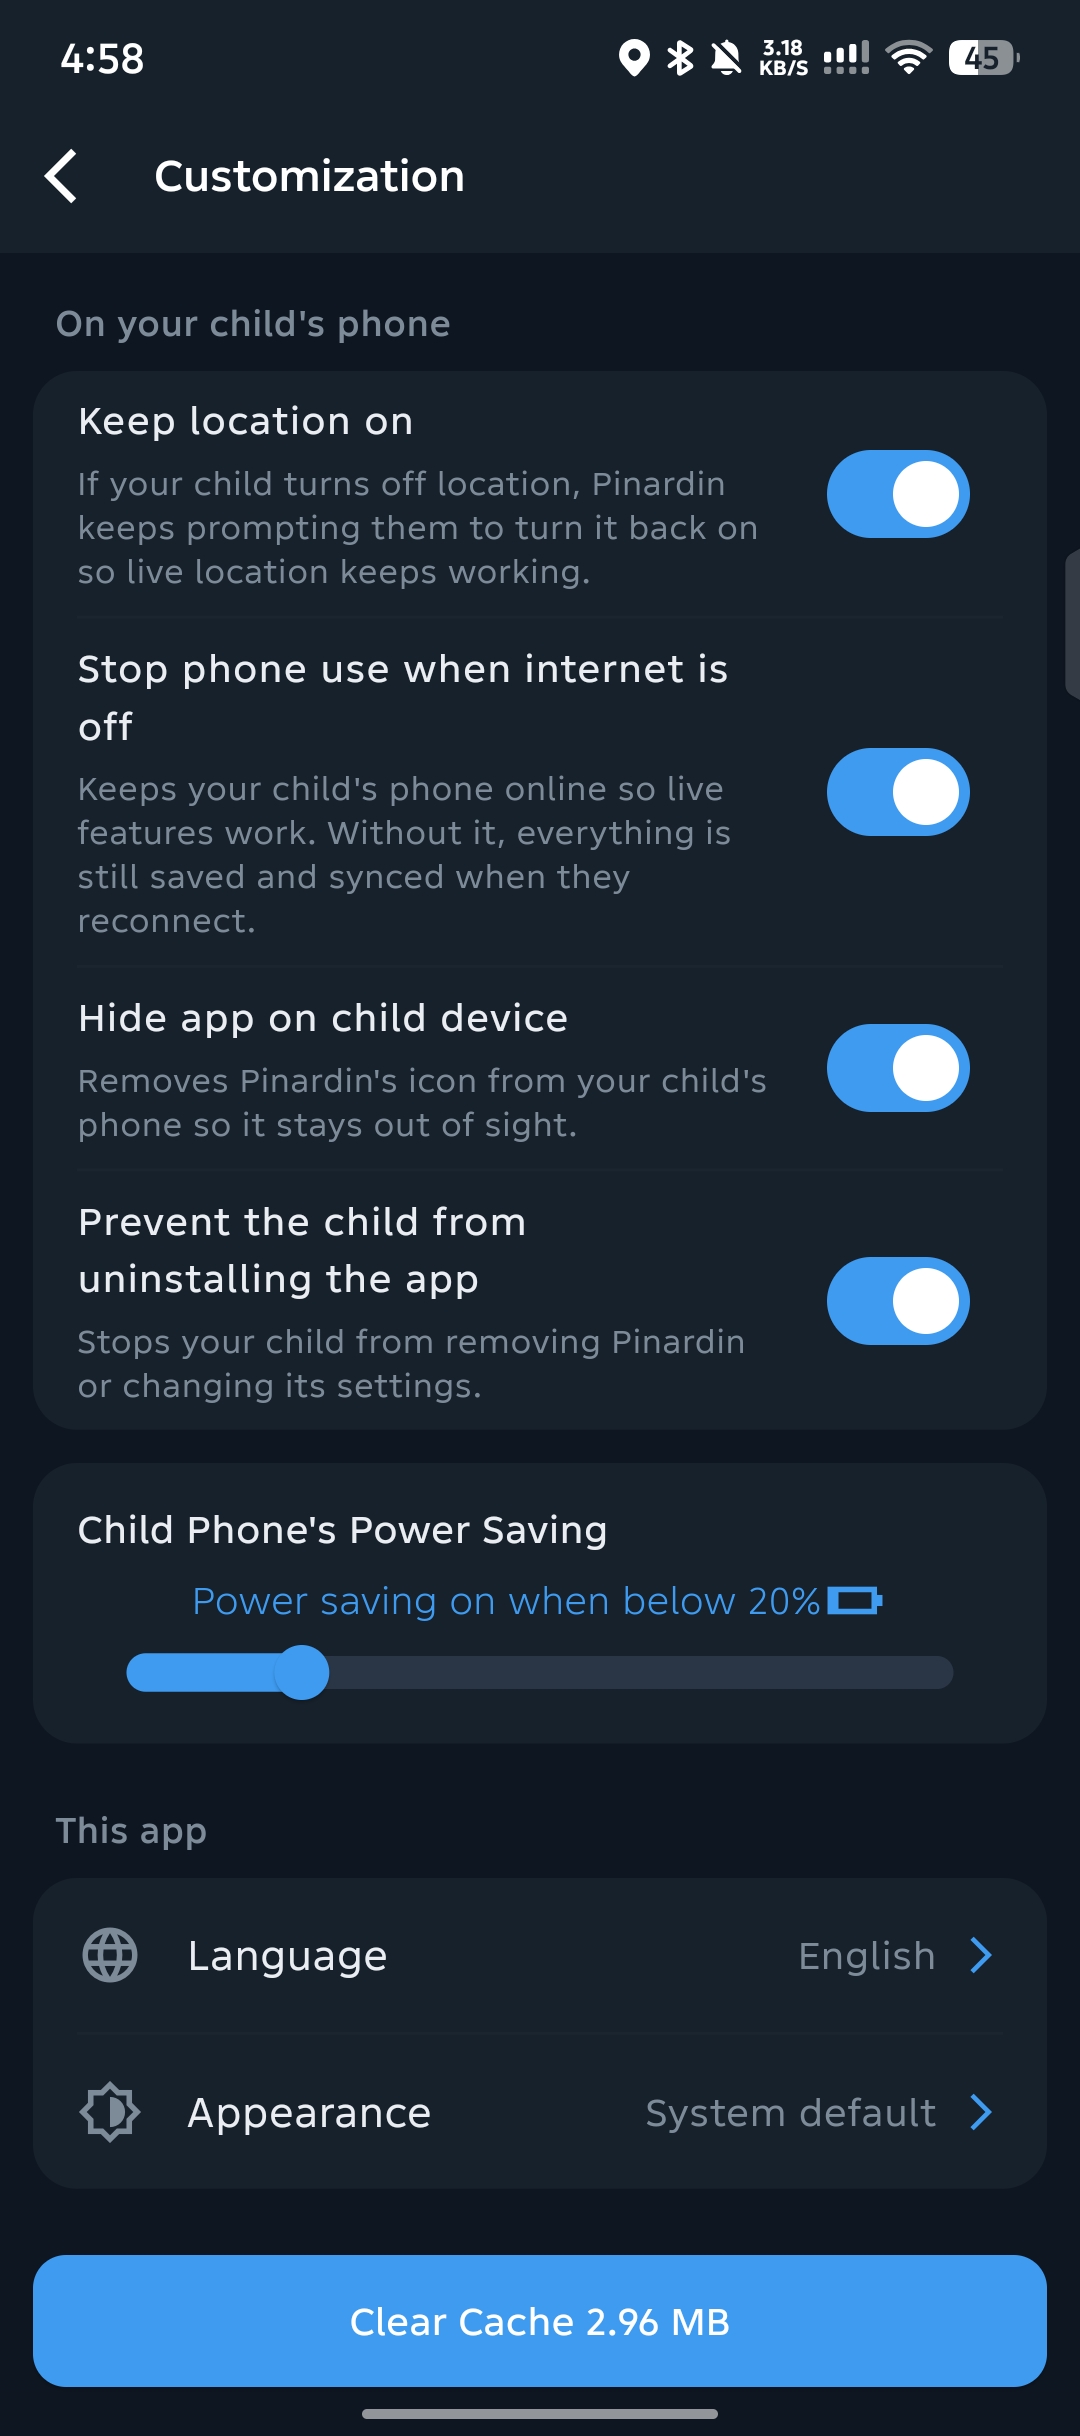 4:58
3.18
KB/S
45
Customization
On your child's phone
Keep location on
If your child turns off location, Pinardin
keeps prompting them to turn it back on
so live location keeps working.
Stop phone use when internet is
off
Keeps your child's phone online so live
features work. Without it, everything is
still saved and synced when they
reconnect.
Hide app on child device
Removes Pinardin's icon from your child's
phone so it stays out of sight.
Prevent the child from
uninstalling the app
Stops your child from removing Pinardin
or changing its settings.
Child Phone's Power Saving
Power saving on when below 20%
This app
Language English
Appearance System default
Clear Cache 2.96 MB